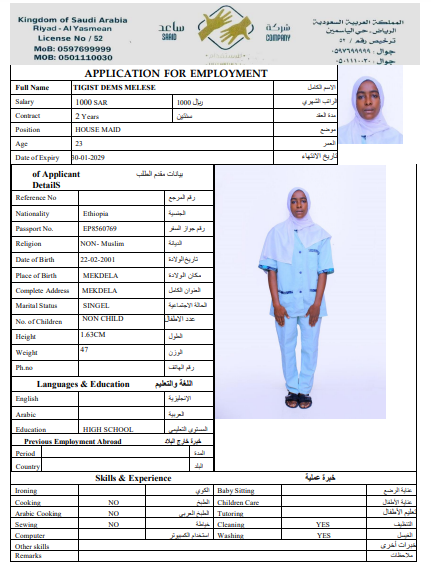 Kingdom of Saudi Arabia
Riyad - Al Yasmean
License No / 52
MoB: 0597699999
MOB: 0501110030
ساعد
SAAID
شركة
COMPANY
المملكة العربية السعودية
الرياض - حي الياسمين
ترخيص رقم / ٥٢
جوال : ٠٥٩٧٦٩٩٩٩٩
جوال : ٠٥٠١١١٠٠٣٠
APPLICATION FOR EMPLOYMENT
Full Name TIGIST DEMS MELESE الاسم الكامل
Salary 1000 SAR 1000 ريال الراتب الشهري
Contract 2 Years سنتين مدة العقد
Position HOUSE MAID موضع
Age 23 العمر
Date of Expiry 30-01-2029 تاريخ الانتهاء
of Applicant بيانات مقدم الطلب
DetailS
Reference No رقم المرجع
Nationality Ethiopia الجنسية
Passport No. EP8560769 رقم جواز السفر
Religion NON- Muslim الديانة
Date of Birth 22-02-2001 تاريخ الولادة
Place of Birth MEKDELA مكان الولادة
Complete Address MEKDELA العنوان الكامل
Marital Status SINGEL الحالة الاجتماعية
No. of Children NON CHILD عدد الاطفال
Height 1.63CM الطول
Weight 47 الوزن
Ph.no رقم الهاتف
Languages & Education اللغة والتعليم
English الإنجليزية
Arabic العربية
Education HIGH SCHOOL المستوى التعليمي
Previous Employment Abroad خبرة خارج البلاد
Period المدة
Country البلد
Skills & Experience خبرة عملية
Ironing الكوي Baby Sitting عناية الرضع
Cooking NO الطبخ Children Care عناية الأطفال
Arabic Cooking NO الطبخ العربي Tutoring تعليم الأطفال
Sewing NO خياطة Cleaning YES التنظيف
Computer استخدام الكمبيوتر Washing YES الغسيل
Other skills خبرات أخرى
Remarks ملاحظات